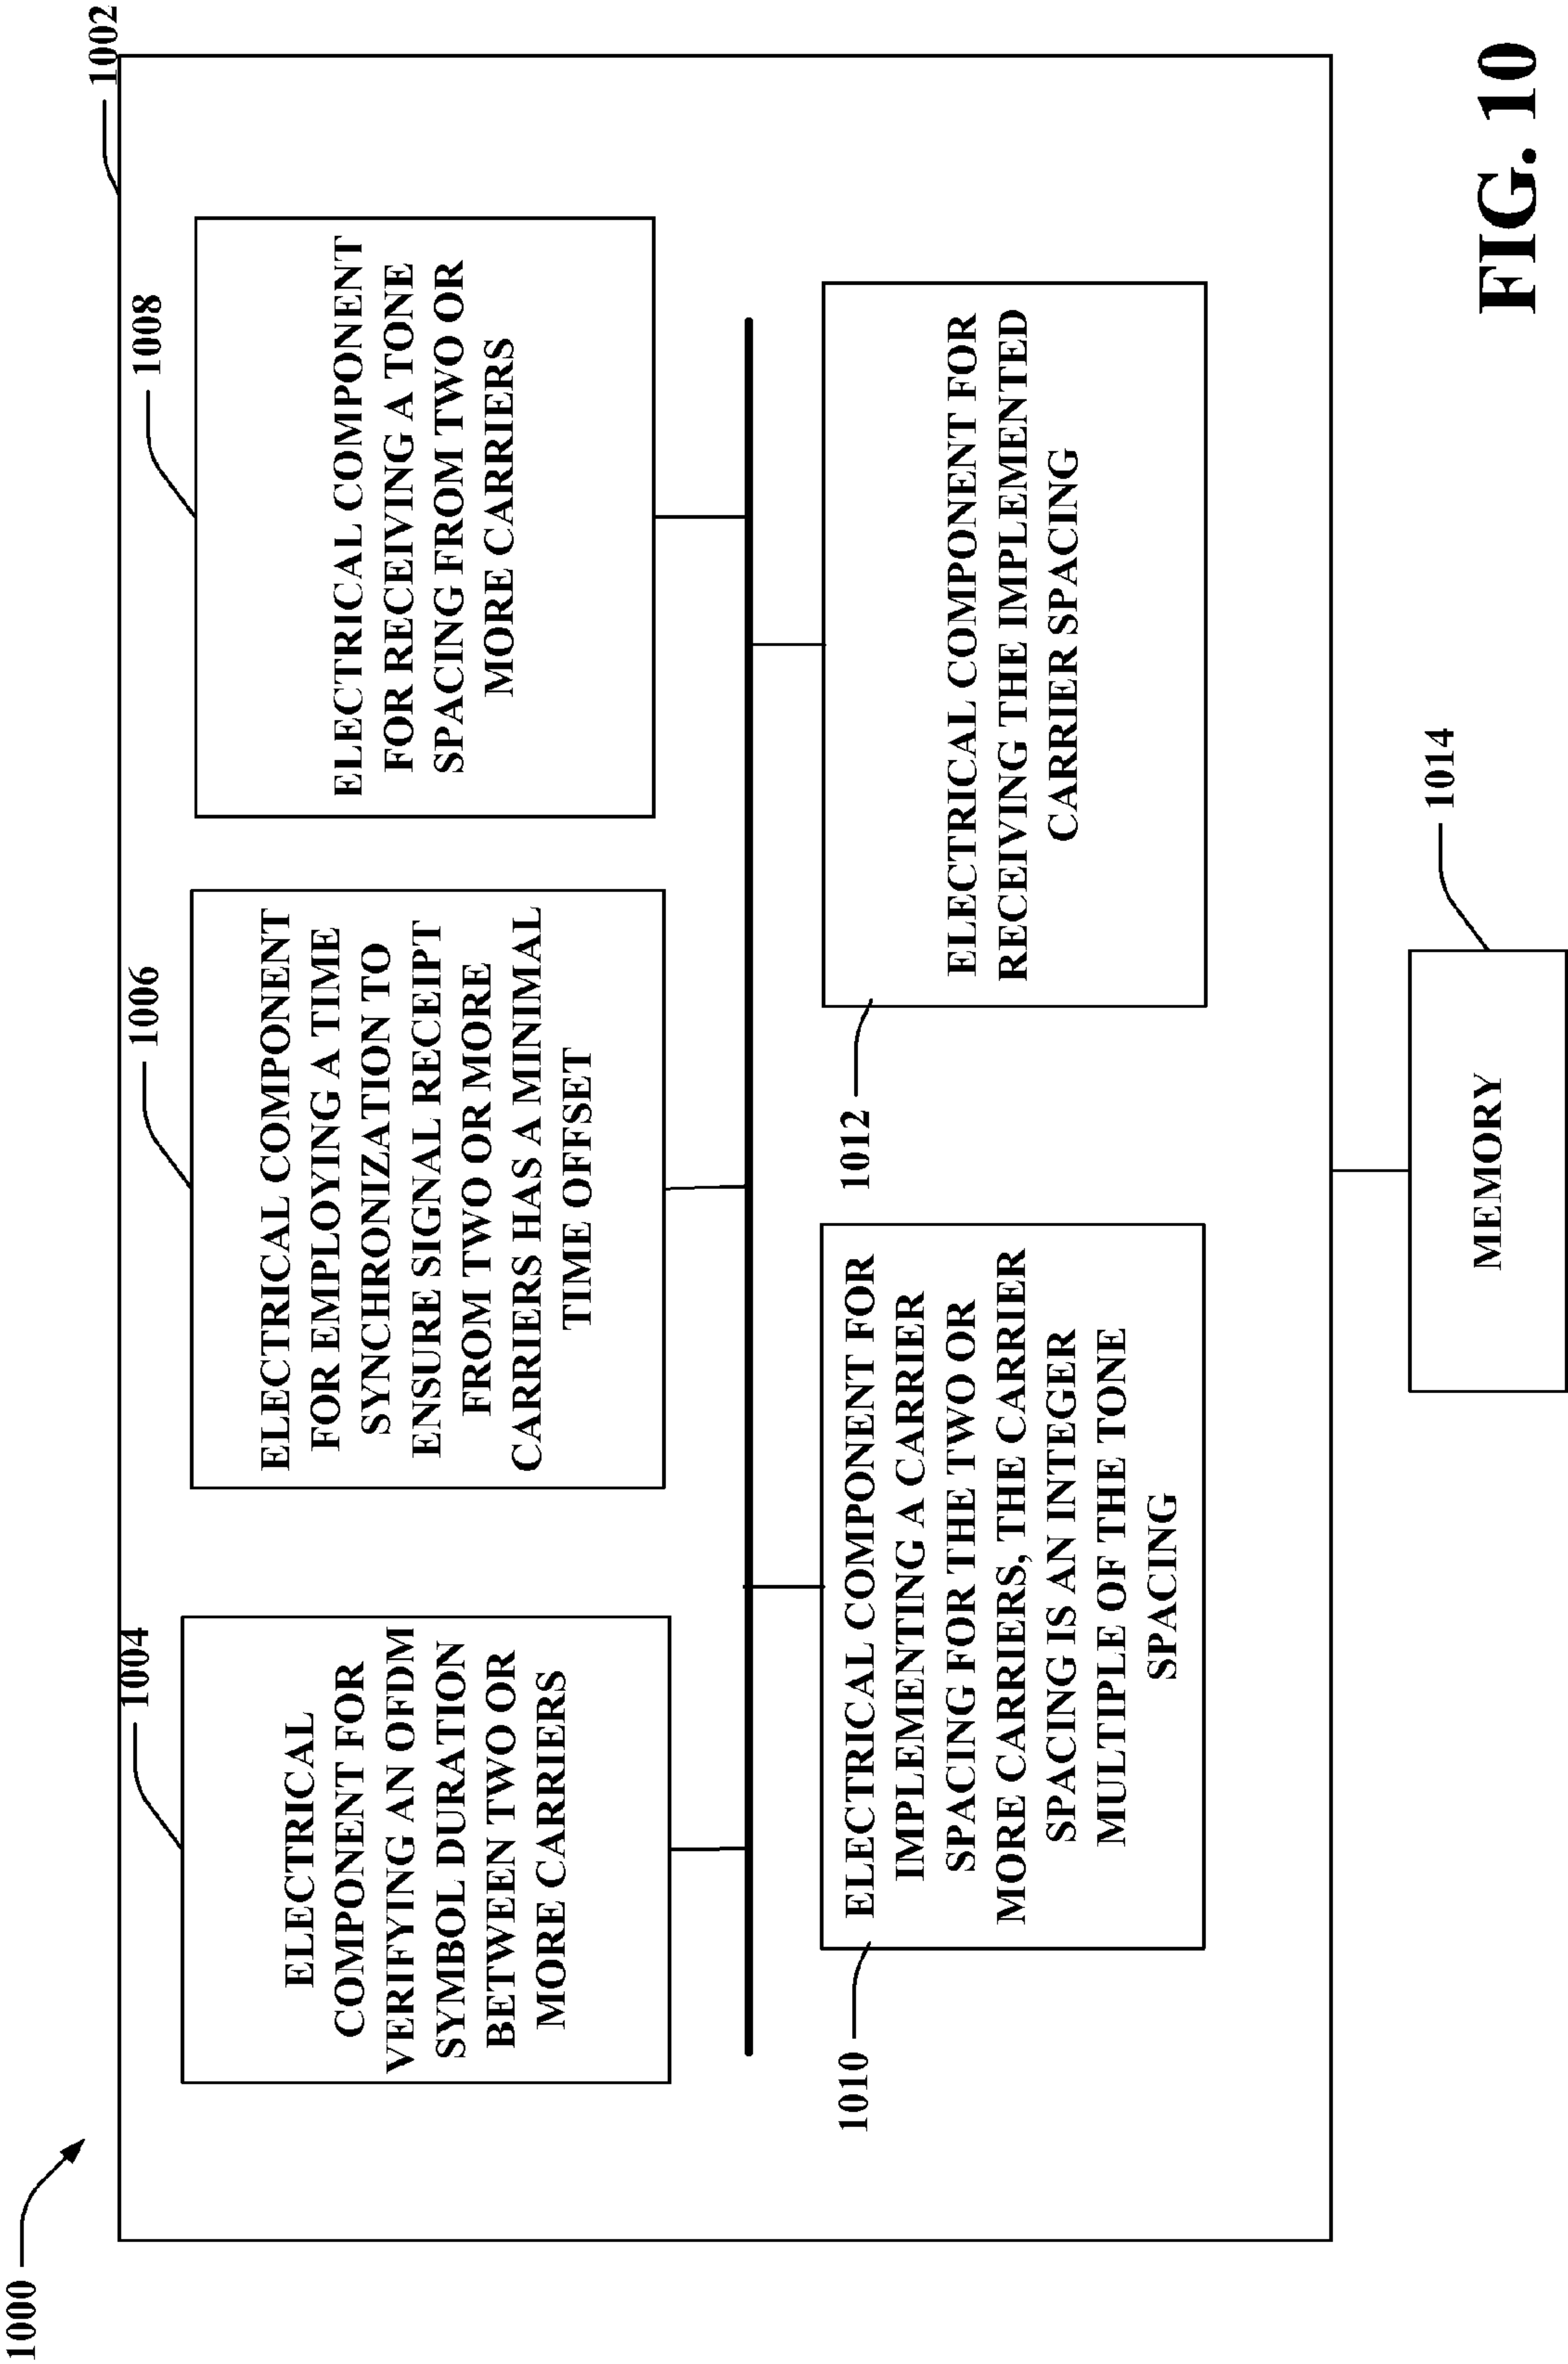 1000
1002
1004
ELECTRICAL
COMPONENT FOR
VERIFYING AN OFDM
SYMBOL DURATION
BETWEEN TWO OR
MORE CARRIERS
1006
ELECTRICAL COMPONENT
FOR EMPLOYING A TIME
SYNCHRONIZATION TO
ENSURE SIGNAL RECEIPT
FROM TWO OR MORE
CARRIERS HAS A MINIMAL
TIME OFFSET
1008
ELECTRICAL COMPONENT
FOR RECEIVING A TONE
SPACING FROM TWO OR
MORE CARRIERS
1010
ELECTRICAL COMPONENT FOR
IMPLEMENTING A CARRIER
SPACING FOR THE TWO OR
MORE CARRIERS, THE CARRIER
SPACING IS AN INTEGER
MULTIPLE OF THE TONE
SPACING
1012
ELECTRICAL COMPONENT FOR
RECEIVING THE IMPLEMENTED
CARRIER SPACING
1014
MEMORY
FIG. 10